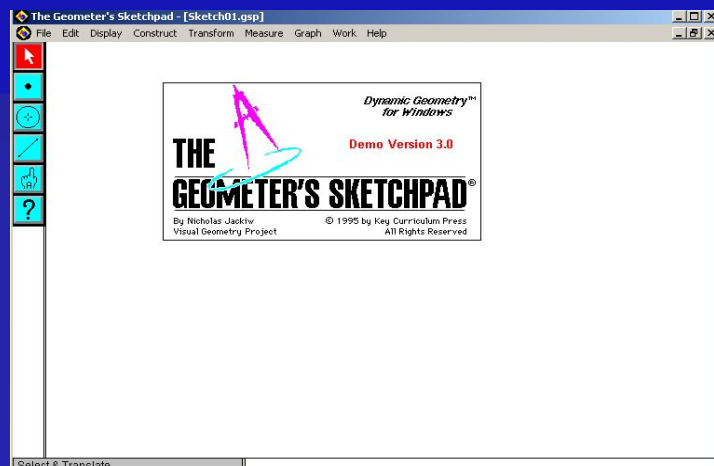 The Geometer's Sketchpad - [Sketch01.gsp]
File Edit Display Construct Transform Measure Graph Work Help
Dynamic Geometry™
for Windows
Demo Version 3.0
THE
GEOMETER'S SKETCHPAD®
By Nicholas Jackiw
Visual Geometry Project
© 1995 by Key Curriculum Press
All Rights Reserved
?
Select & Translate